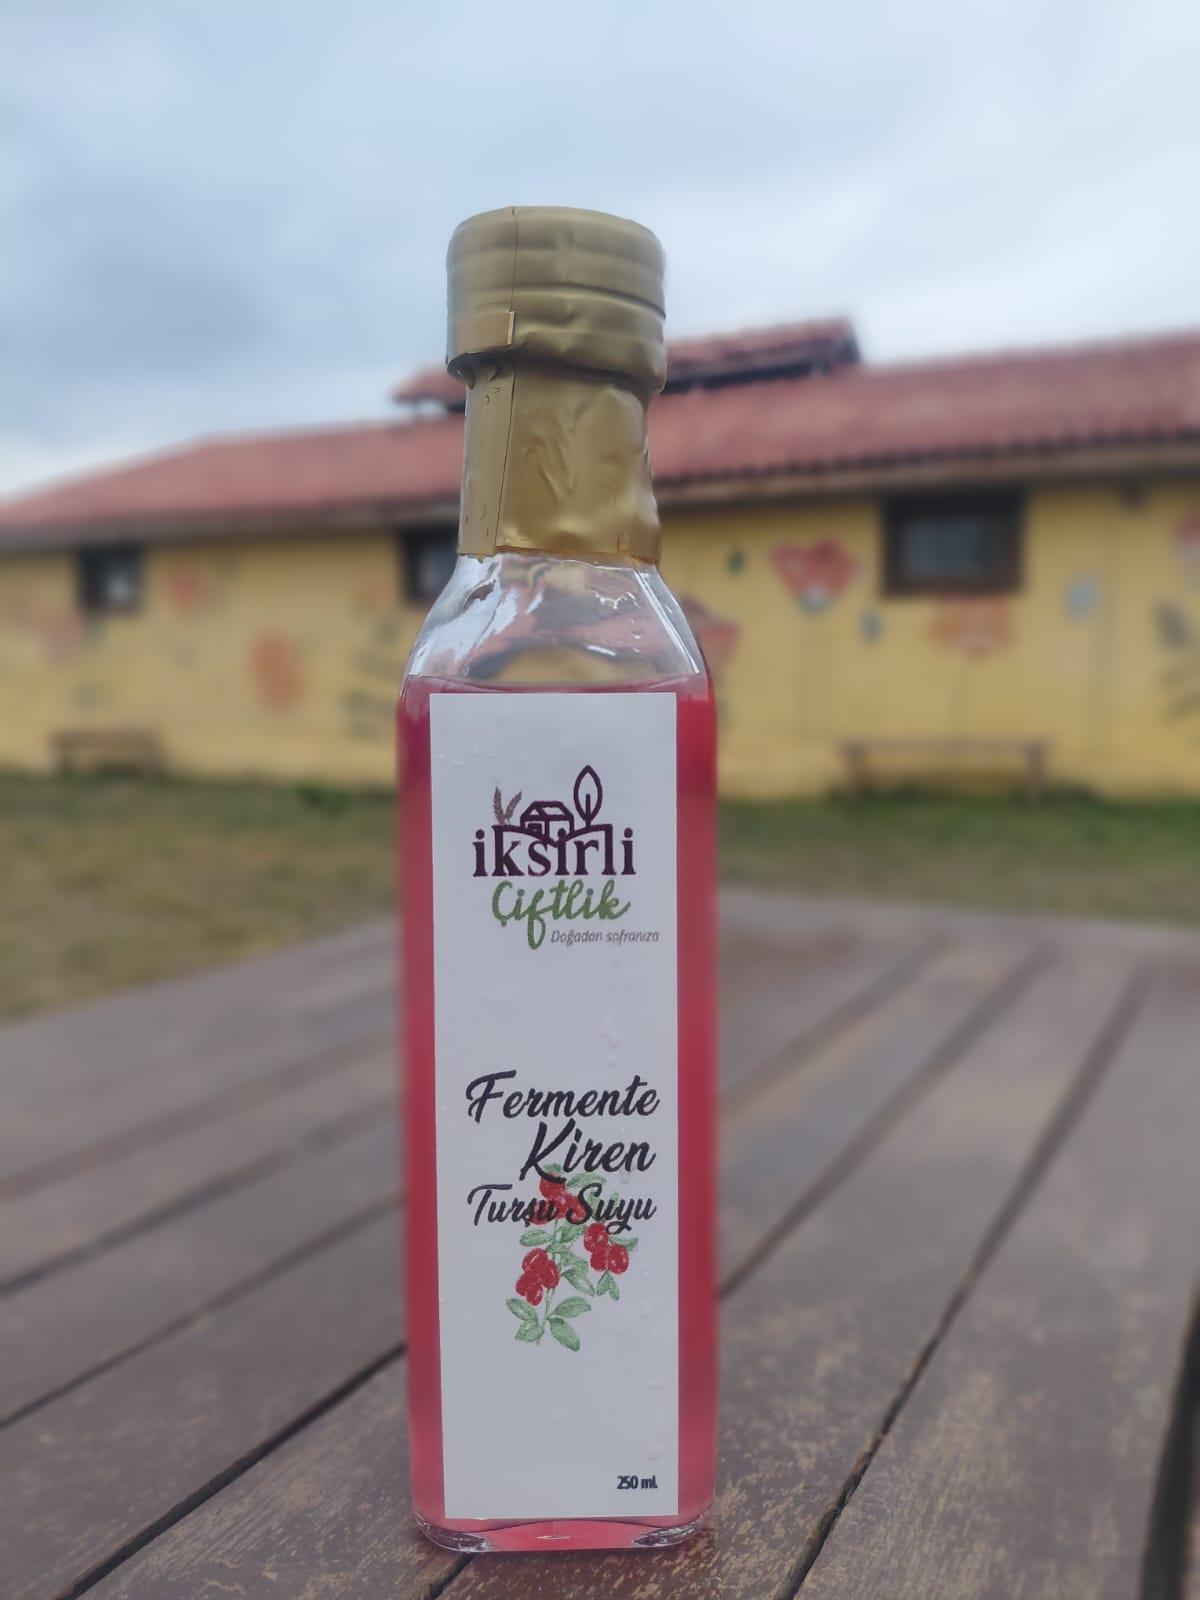 iksirli
Çiftlik
Doğadan sofranıza
Fermente
Kiren
Turşu Suyu
250 ml.